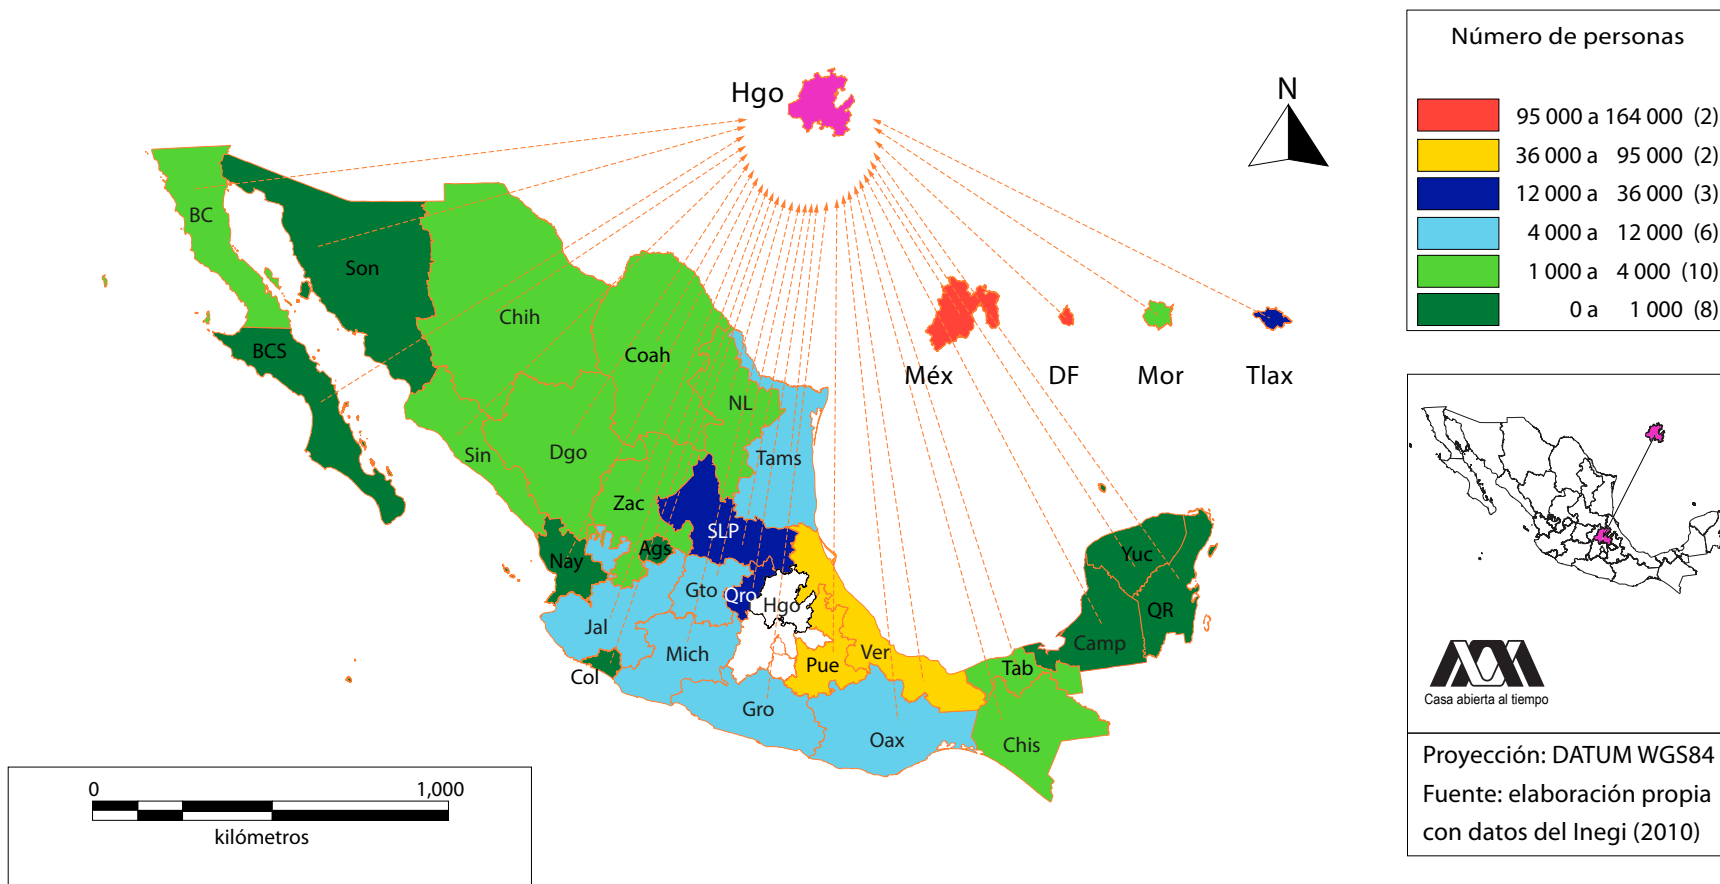 Hgo
N
BC
Son
BCS
Chih
Coah
NL
Sin
Dgo
Tams
Zac
SLP
Nay
Ags
Gto
Qro
Hgo
Jal
Mich
Col
Gro
Pue
Ver
Oax
Tab
Chis
Camp
Yuc
QR
Méx
DF
Mor
Tlax
0 1,000
kilómetros
Número de personas
95 000 a 164 000 (2)
36 000 a 95 000 (2)
12 000 a 36 000 (3)
4 000 a 12 000 (6)
1 000 a 4 000 (10)
0 a 1 000 (8)
Casa abierta al tiempo
Proyección: DATUM WGS84
Fuente: elaboración propia
con datos del Inegi (2010)